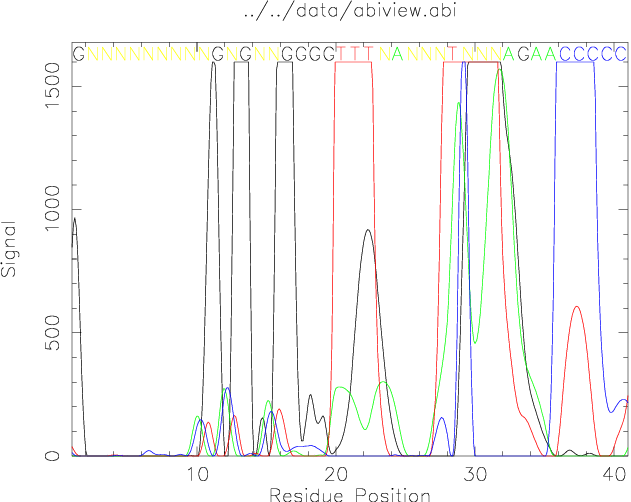 ../../data/abiview.abi
GNNNNNNNNNGNGNNGGGGTTTNANNNTNNNAGAACCCCC
1500
1000
500
0
Signal
10 20 30 40
Residue Position